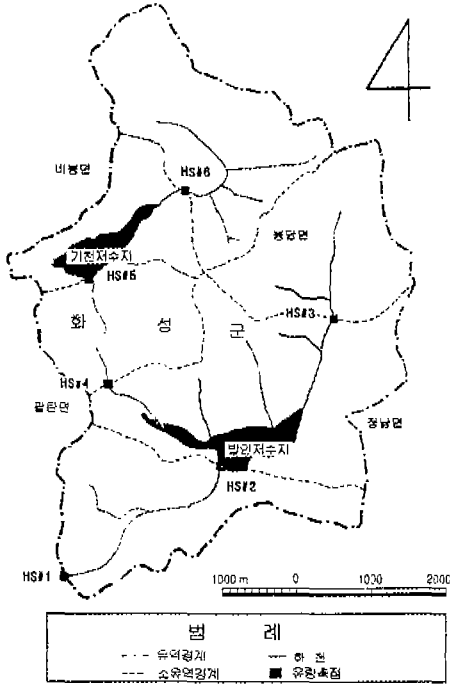 HS#6
비봉면
봉담면
기천저수지
HS#5
HS#3
화 성 군
HS#4
팔탄면
정남면
발안저수지
HS#2
HS#1
1000 m 0 1000 2000
범 례
유역경계 하 천
소유역경계 유량측점